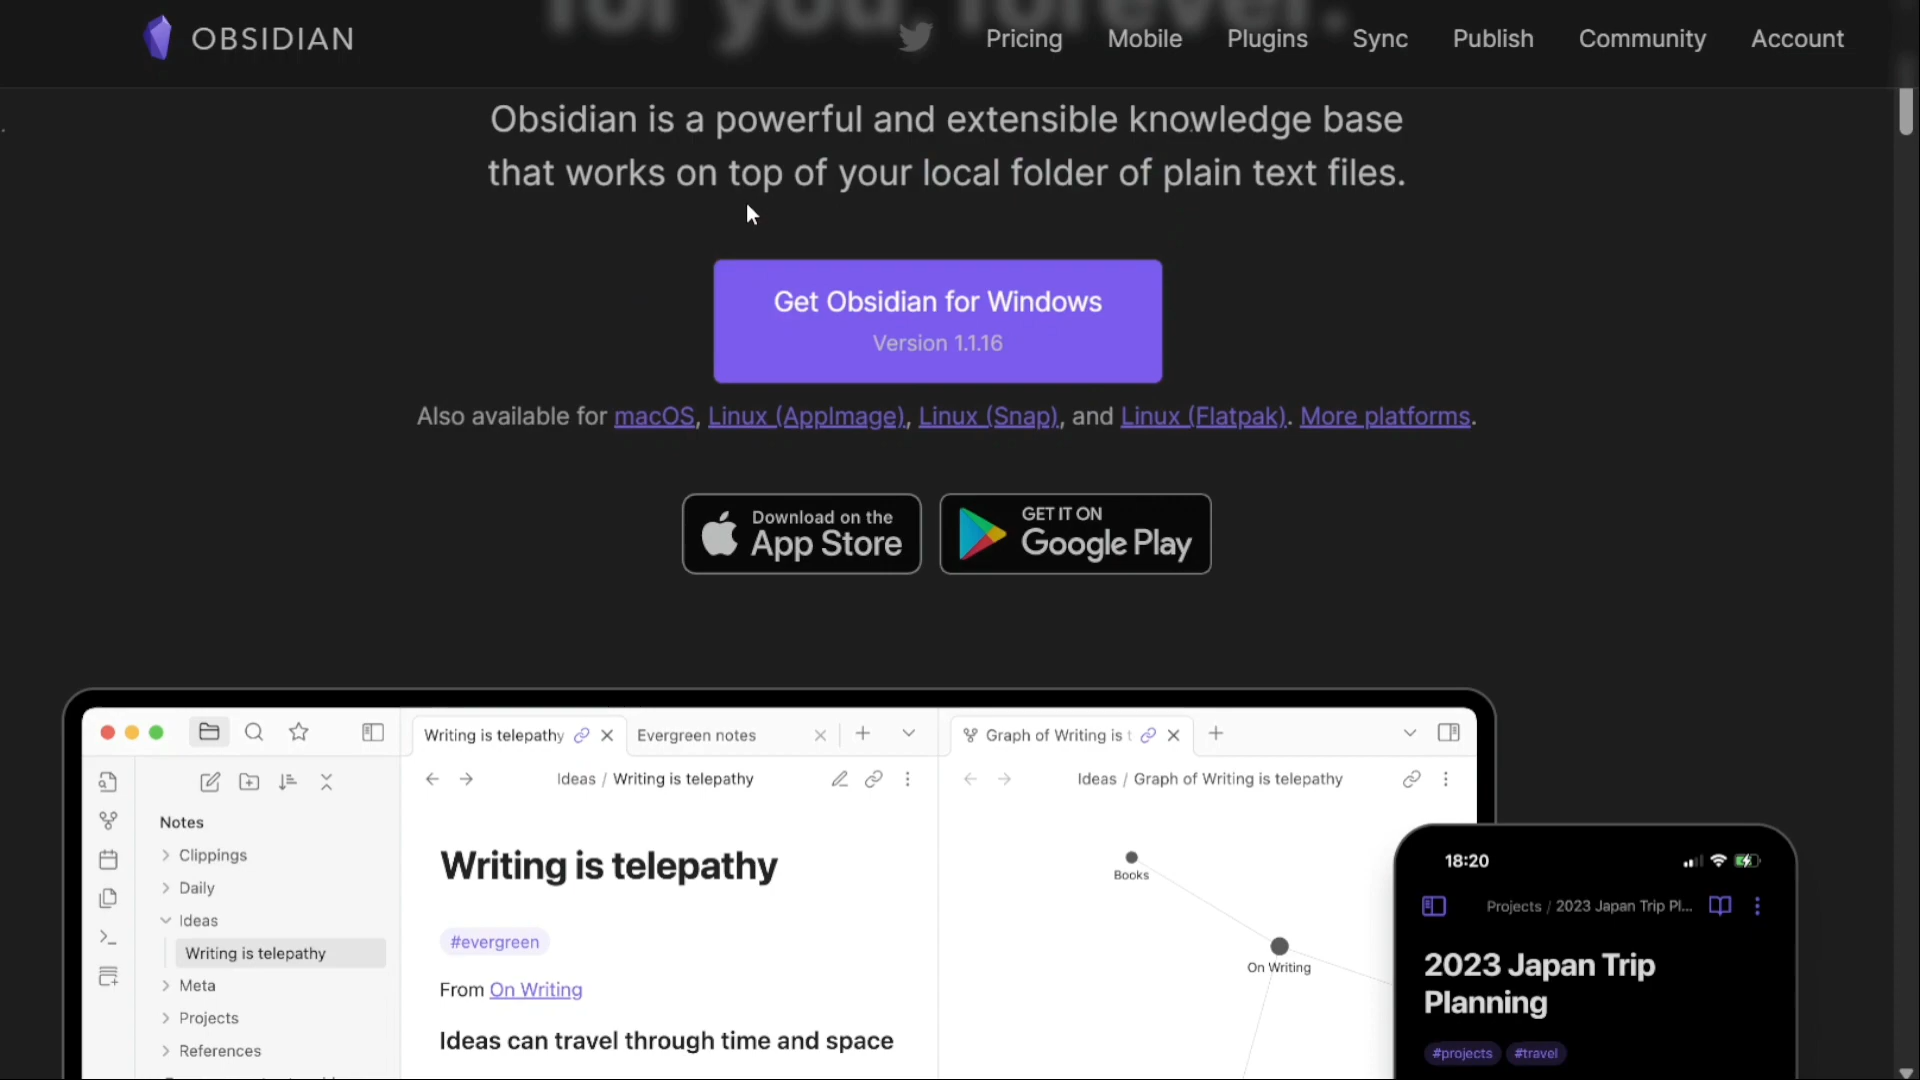 for you, forever.
OBSIDIAN
Pricing
Mobile
Plugins
Sync
Publish
Community
Account
Obsidian is a powerful and extensible knowledge base
that works on top of your local folder of plain text files.
Get Obsidian for Windows
Version 1.1.16
Also available for macOS, Linux (AppImage), Linux (Snap), and Linux (Flatpak). More platforms.
Download on the
App Store
GET IT ON
Google Play
Writing is telepathy
Evergreen notes
Graph of Writing is t
Ideas / Writing is telepathy
Ideas / Graph of Writing is telepathy
Notes
Clippings
Daily
Ideas
Writing is telepathy
Meta
Projects
References
Writing is telepathy
#evergreen
From On Writing
Ideas can travel through time and space
Books
On Writing
18:20
Projects / 2023 Japan Trip Pl...
2023 Japan Trip
Planning
#projects
#travel